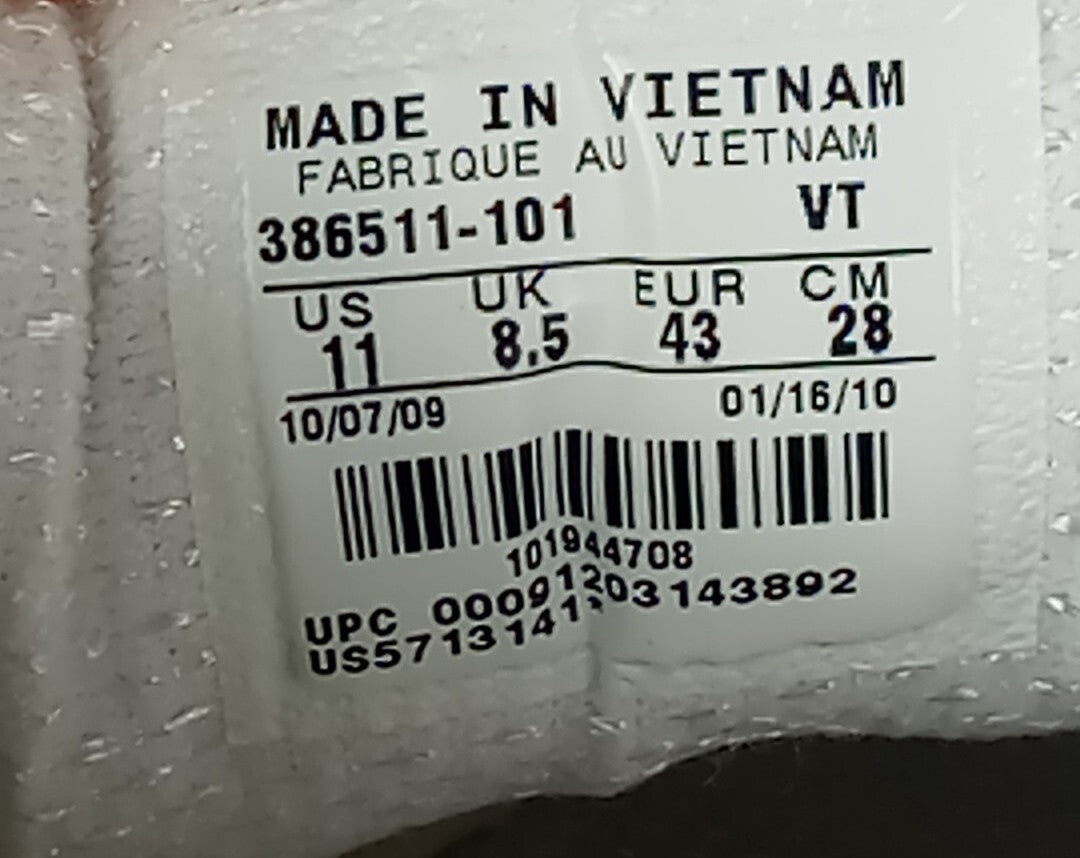 MADE IN VIETNAM
FABRIQUE AU VIETNAM
386511-101 VT
US UK EUR CM
11 8.5 43 28
10/07/09 01/16/10
101944708
UPC